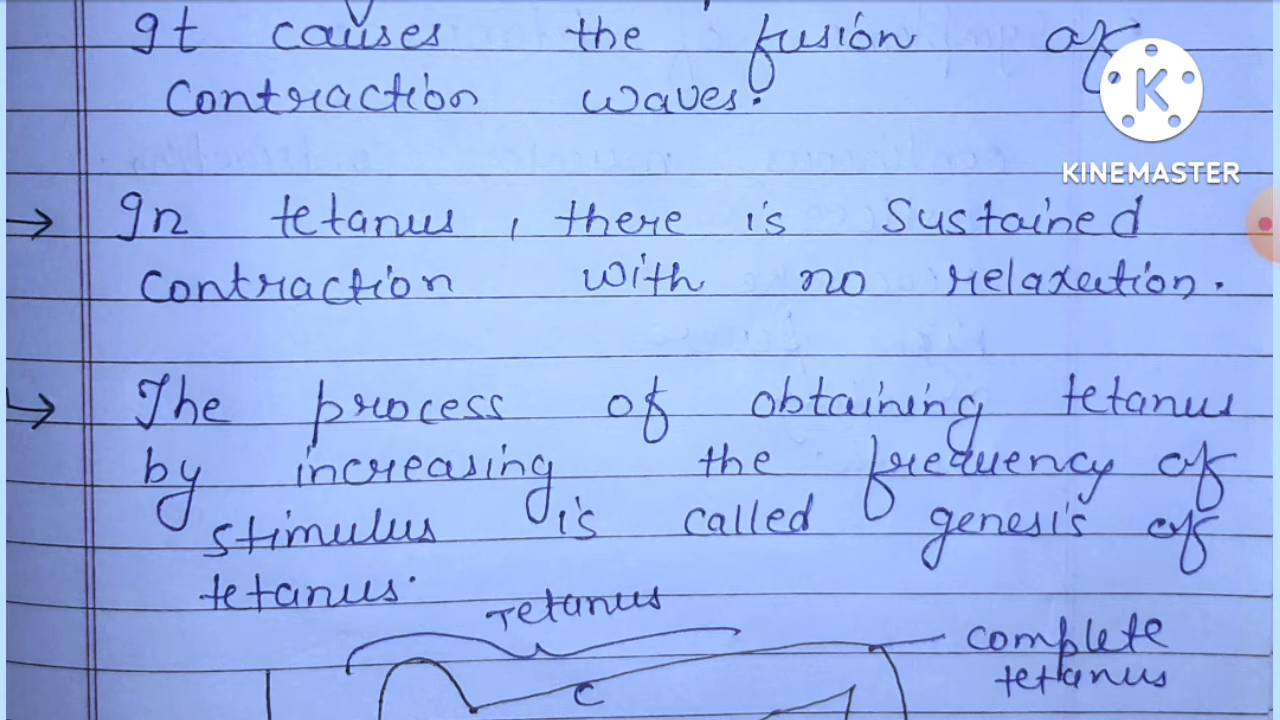 It causes the fusion of
contraction waves.
K
KINEMASTER
→ In tetanus, there is Sustained
contraction with no relaxation.
→ The process of obtaining tetanus
by increasing the frequency of
stimulus is called genesis of
tetanus.
Tetanus
complete
tetanus
C